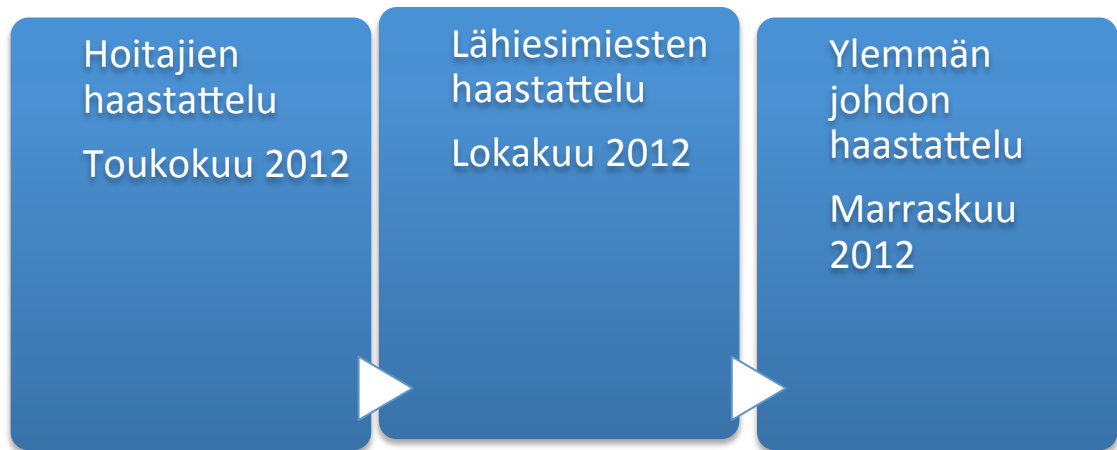 Hoitajien
haastattelu
Toukokuu 2012
Lähiesimiesten
haastattelu
Lokakuu 2012
Ylemmän
johdon
haastattelu
Marraskuu
2012